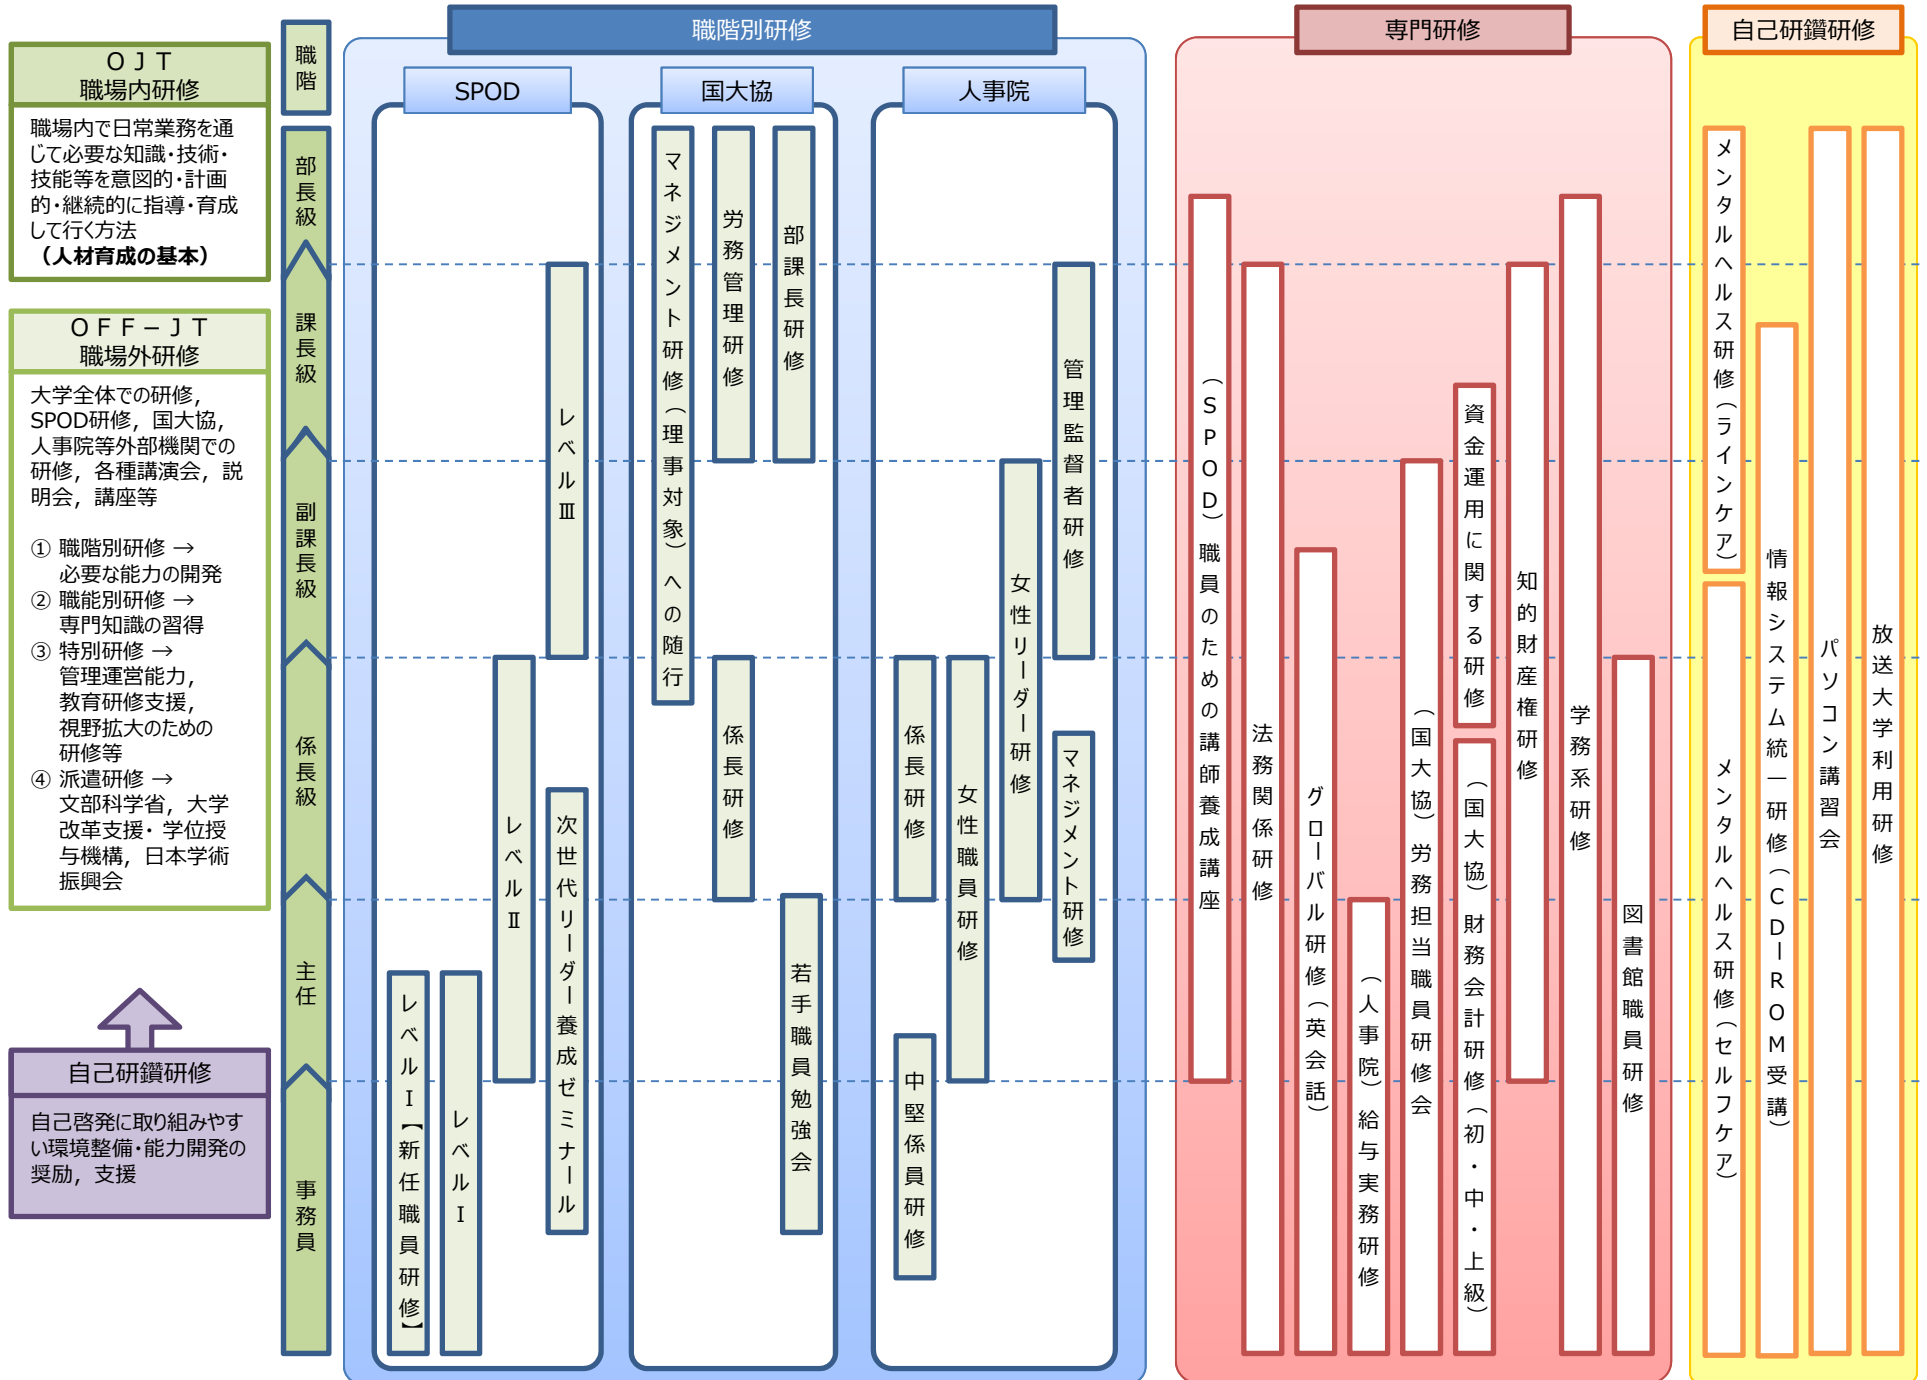 ＯＪＴ
職場内研修
職場内で日常業務を通
じて必要な知識・技術・
技能等を意図的・計画
的・継続的に指導・育成
して行く方法
（人材育成の基本）
ＯＦＦ－ＪＴ
職場外研修
大学全体での研修，
SPOD研修，国大協，
人事院等外部機関での
研修，各種講演会，説
明会，講座等
① 職階別研修 →
必要な能力の開発
② 職能別研修 →
専門知識の習得
③ 特別研修 →
管理運営能力，
教育研修支援，
視野拡大のための
研修等
④ 派遣研修 →
文部科学省，大学
改革支援・学位授
与機構，日本学術
振興会
自己研鑽研修
自己啓発に取り組みやす
い環境整備・能力開発の
奨励，支援
職階
部長級
課長級
副課長級
係長級
主任
事務員
職階別研修
SPOD
レベルⅠ【新任職員研修】
レベルⅠ
レベルⅡ
レベルⅢ
次世代リーダー養成ゼミナール
国大協
マネジメント研修（理事対象）への随行
労務管理研修
部課長研修
係長研修
若手職員勉強会
人事院
係長研修
中堅係員研修
女性職員研修
女性リーダー研修
管理監督者研修
マネジメント研修
専門研修
（ＳＰＯＤ）職員のための講師養成講座
法務関係研修
グローバル研修（英会話）
（人事院）給与実務研修
（国大協）労務担当職員研修会
資金運用に関する研修
（国大協）財務会計研修（初・中・上級）
知的財産権研修
学務系研修
図書館職員研修
自己研鑽研修
メンタルヘルス研修（ラインケア）
メンタルヘルス研修（セルフケア）
情報システム統一研修（ＣＤ－ＲＯＭ受講）
パソコン講習会
放送大学利用研修